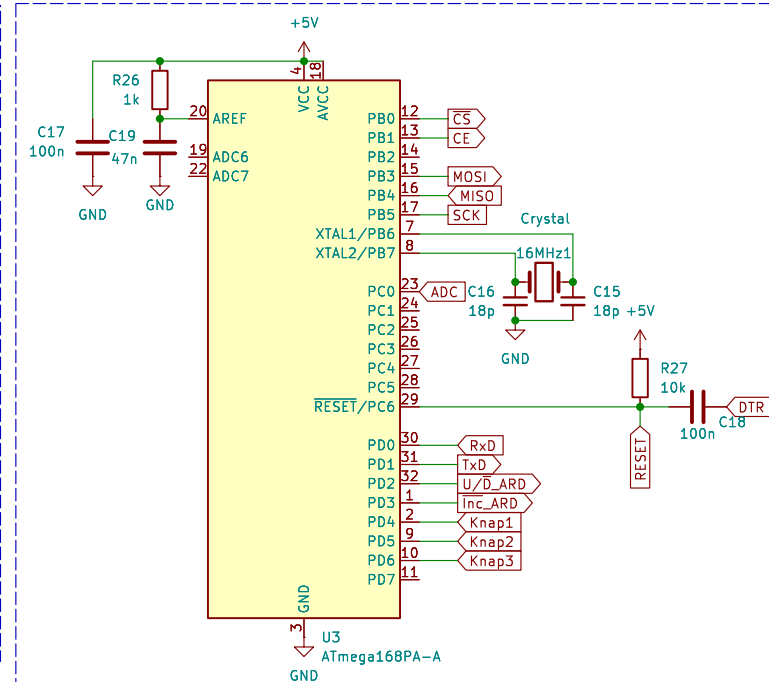 +5V
R26
1k
C17
100n
C19
47n
GND
GND
4
VCC
18
AVCC
20 AREF
19 ADC6
22 ADC7
PB0 12 C̅S̅
PB1 13 CE
PB2 14
PB3 15 MOSI
PB4 16 MISO
PB5 17 SCK
XTAL1/PB6 7
XTAL2/PB7 8
Crystal
16MHz1
C16
18p
C15
18p
GND
PC0 23 ADC
PC1 24
PC2 25
PC3 26
PC4 27
PC5 28
R̅E̅S̅E̅T̅/PC6 29
+5V
R27
10k
C18
100n
DTR
RESET
PD0 30 RxD
PD1 31 TxD
PD2 32 U/D̅_ARD
PD3 1 I̅n̅c̅_ARD
PD4 2 Knap1
PD5 9 Knap2
PD6 10 Knap3
PD7 11
GND
3
U3
ATmega168PA-A
GND